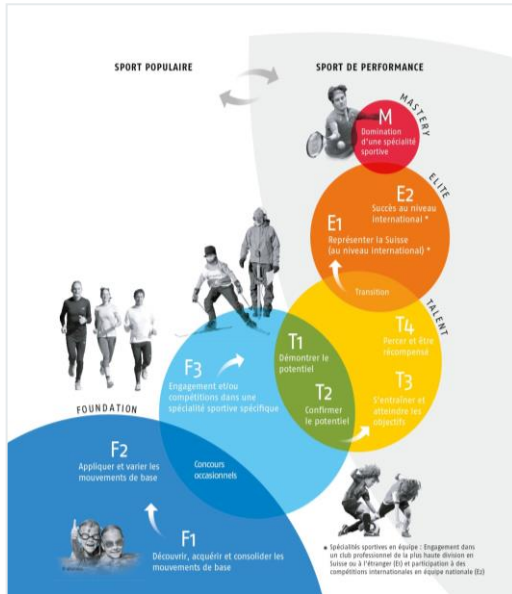 SPORT POPULAIRE
SPORT DE PERFORMANCE
MASTERY
M
Domination
d'une spécialité
sportive
ELITE
E2
Succès au niveau
international *
E1
Représenter la Suisse
(au niveau international) *
Transition
TALENT
T4
Percer et être
récompensé
T1
Démontrer le
potentiel
T3
S'entraîner et
atteindre les
objectifs
T2
Confirmer
le potentiel
F3
Engagement et/ou
compétitions dans une
spécialité sportive spécifique
FOUNDATION
F2
Appliquer et varier les
mouvements de base
Concours
occasionnels
F1
Découvrir, acquérir et consolider les
mouvements de base
* Spécialités sportives en équipe : Engagement dans
un club professionnel de la plus haute division en
Suisse ou à l'étranger (E1) et participation à des
compétitions internationales en équipe nationale (E2)